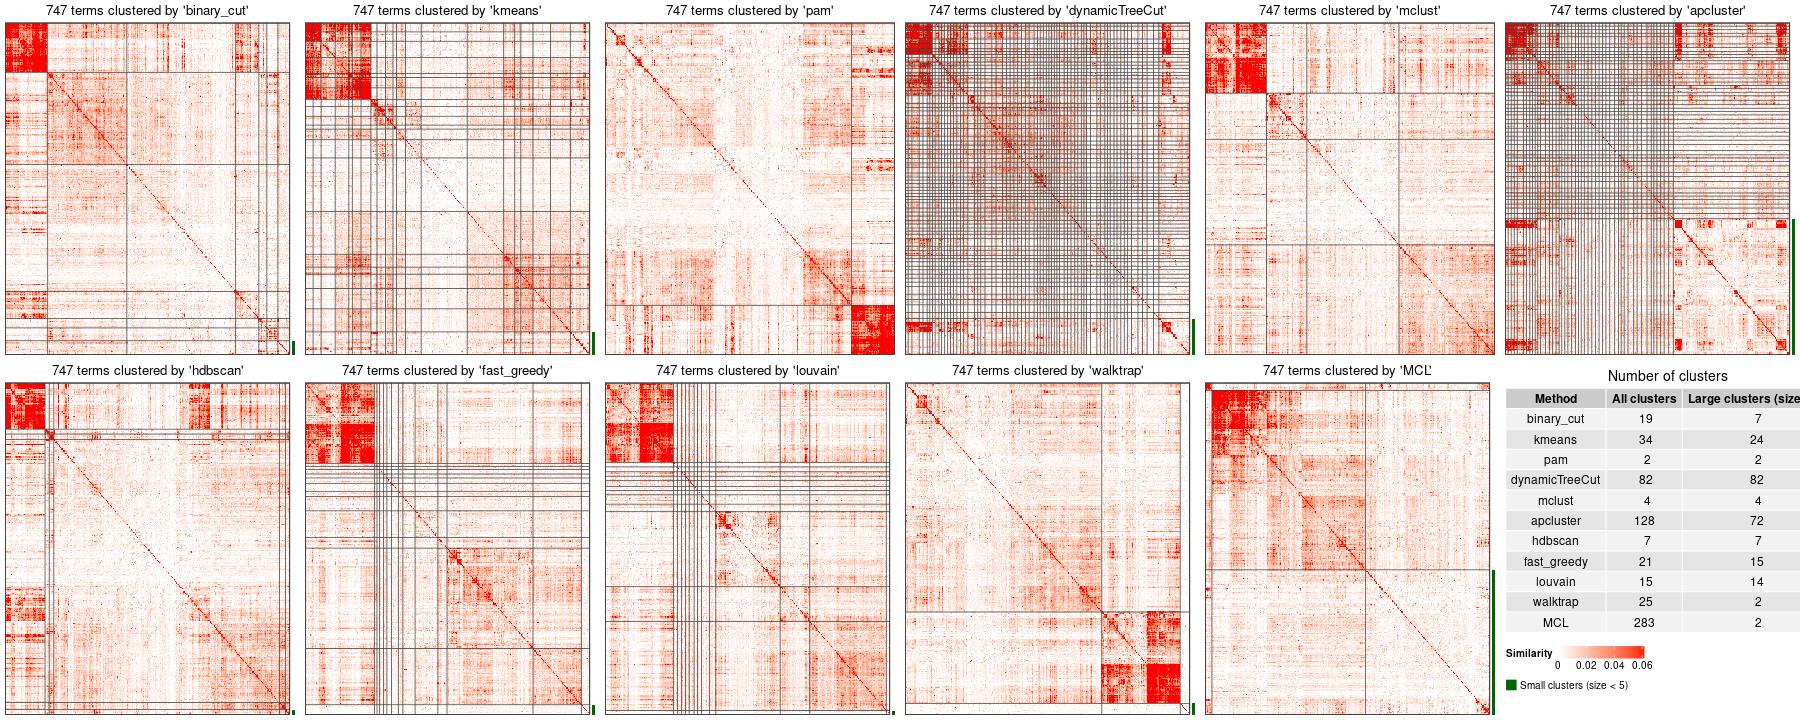 747 terms clustered by 'binary_cut'
747 terms clustered by 'kmeans'
747 terms clustered by 'pam'
747 terms clustered by 'dynamicTreeCut'
747 terms clustered by 'mclust'
747 terms clustered by 'apcluster'
747 terms clustered by 'hdbscan'
747 terms clustered by 'fast_greedy'
747 terms clustered by 'louvain'
747 terms clustered by 'walktrap'
747 terms clustered by 'MCL'
Number of clusters
Method All clusters Large clusters (size
binary_cut 19 7
kmeans 34 24
pam 2 2
dynamicTreeCut 82 82
mclust 4 4
apcluster 128 72
hdbscan 7 7
fast_greedy 21 15
louvain 15 14
walktrap 25 2
MCL 283 2
Similarity
0 0.02 0.04 0.06
Small clusters (size < 5)